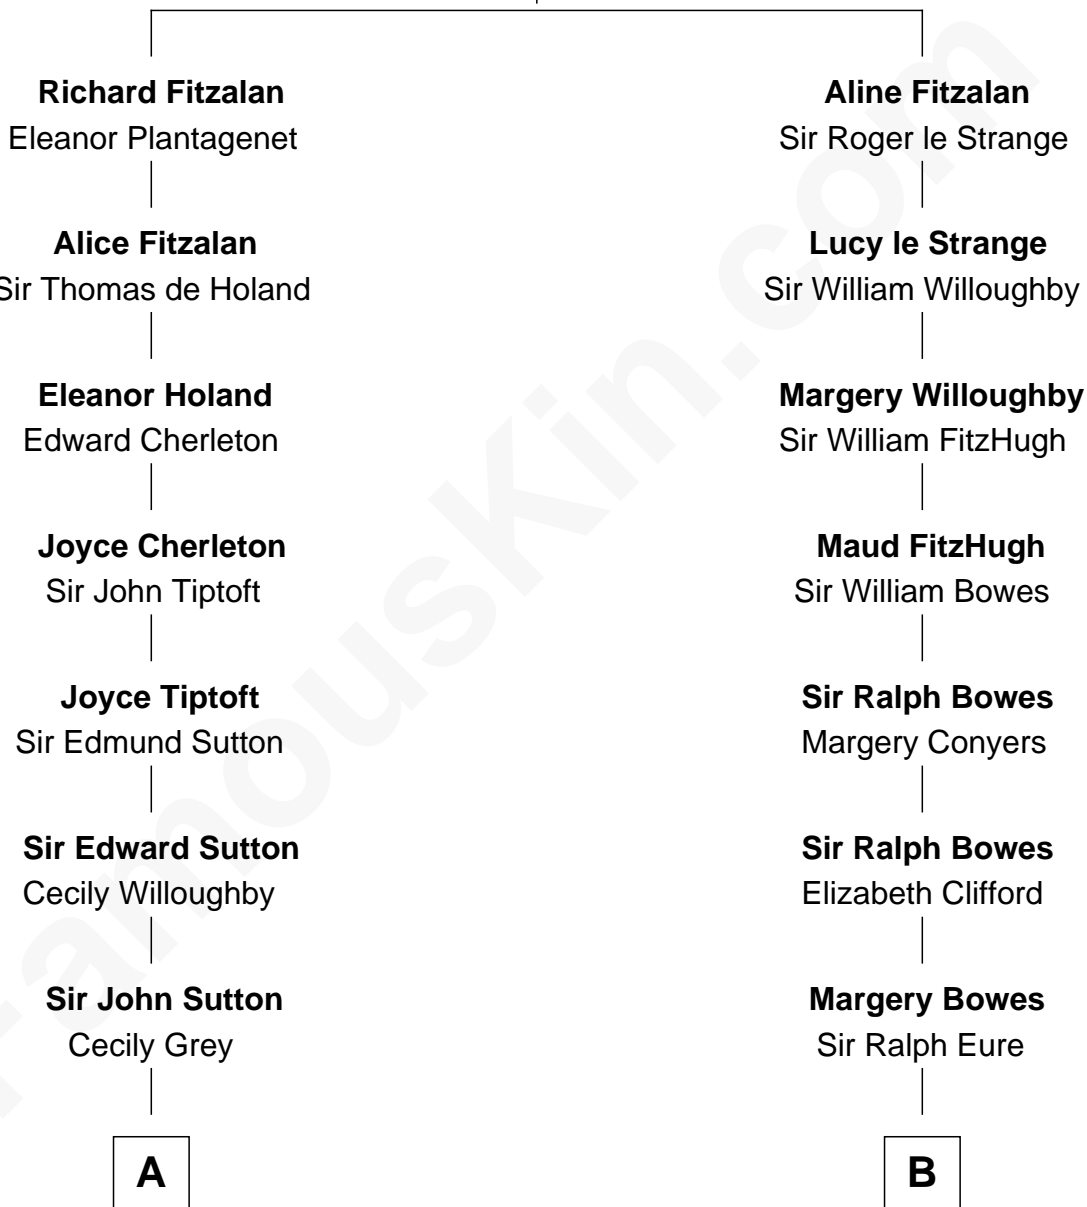 Richard Fitzalan
Eleanor Plantagenet
Alice Fitzalan
Sir Thomas de Holand
Eleanor Holand
Edward Cherleton
Joyce Cherleton
Sir John Tiptoft
Joyce Tiptoft
Sir Edmund Sutton
Sir Edward Sutton
Cecily Willoughby
Sir John Sutton
Cecily Grey
A
Aline Fitzalan
Sir Roger le Strange
Lucy le Strange
Sir William Willoughby
Margery Willoughby
Sir William FitzHugh
Maud FitzHugh
Sir William Bowes
Sir Ralph Bowes
Margery Conyers
Sir Ralph Bowes
Elizabeth Clifford
Margery Bowes
Sir Ralph Eure
B
FamousKin.com